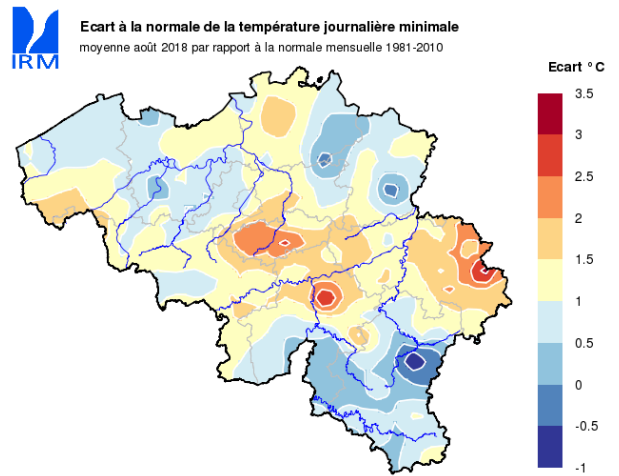 Ecart à la normale de la température journalière minimale
moyenne août 2018 par rapport à la normale mensuelle 1981-2010
IRM
Ecart °C
3.5
3
2.5
2
1.5
1
0.5
0
-0.5
-1